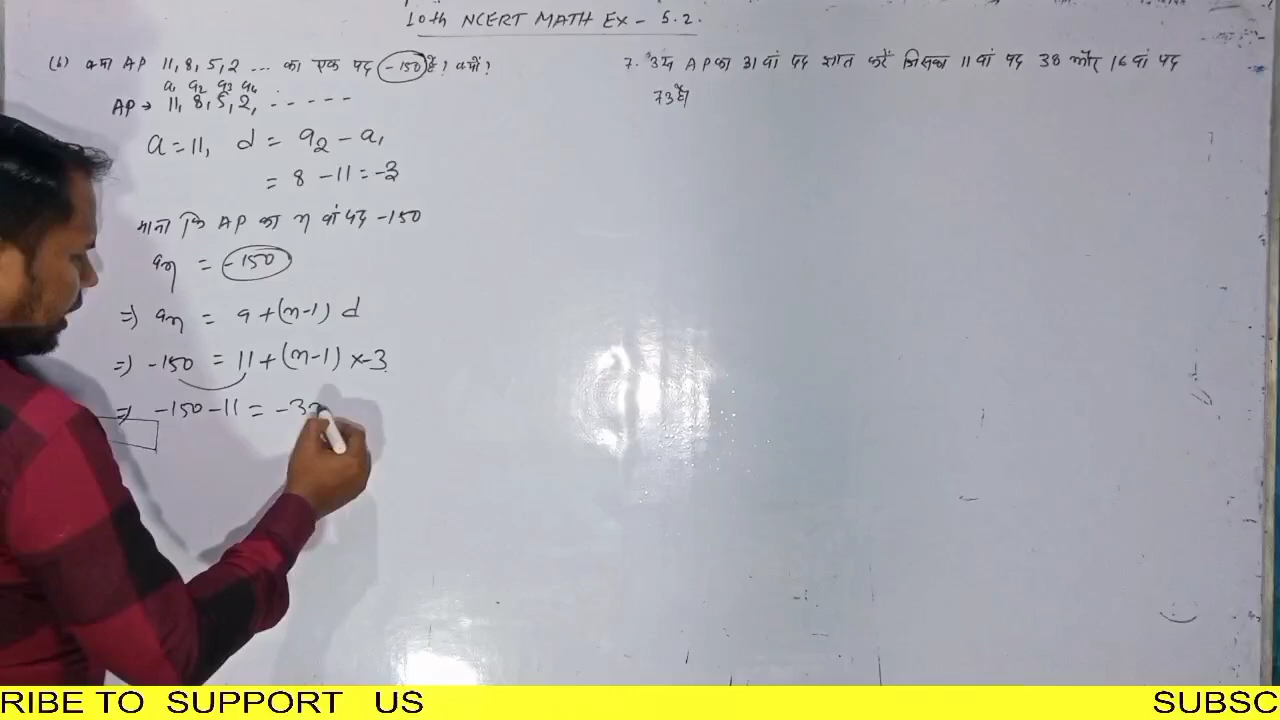 10th NCERT MATH EX - 5.2.
(6) क्या AP 11, 8, 5, 2 ... का एक पद -150 है? क्यों?
a₁ a₂ a₃ a₄
AP → 11, 8, 5, 2, - - - - - -
a = 11, d = a₂ - a₁
= 8 - 11 = -3
माना कि AP का n वां पद -150
aₙ = -150
=) aₙ = a + (n-1) d
=) -150 = 11 + (n-1) × -3
=) -150 - 11 = -3
7. उस AP का 31 वां पद ज्ञात करें जिसका 11 वां पद 38 और 16 वां पद
73 है।
RIBE TO SUPPORT US
SUBSC